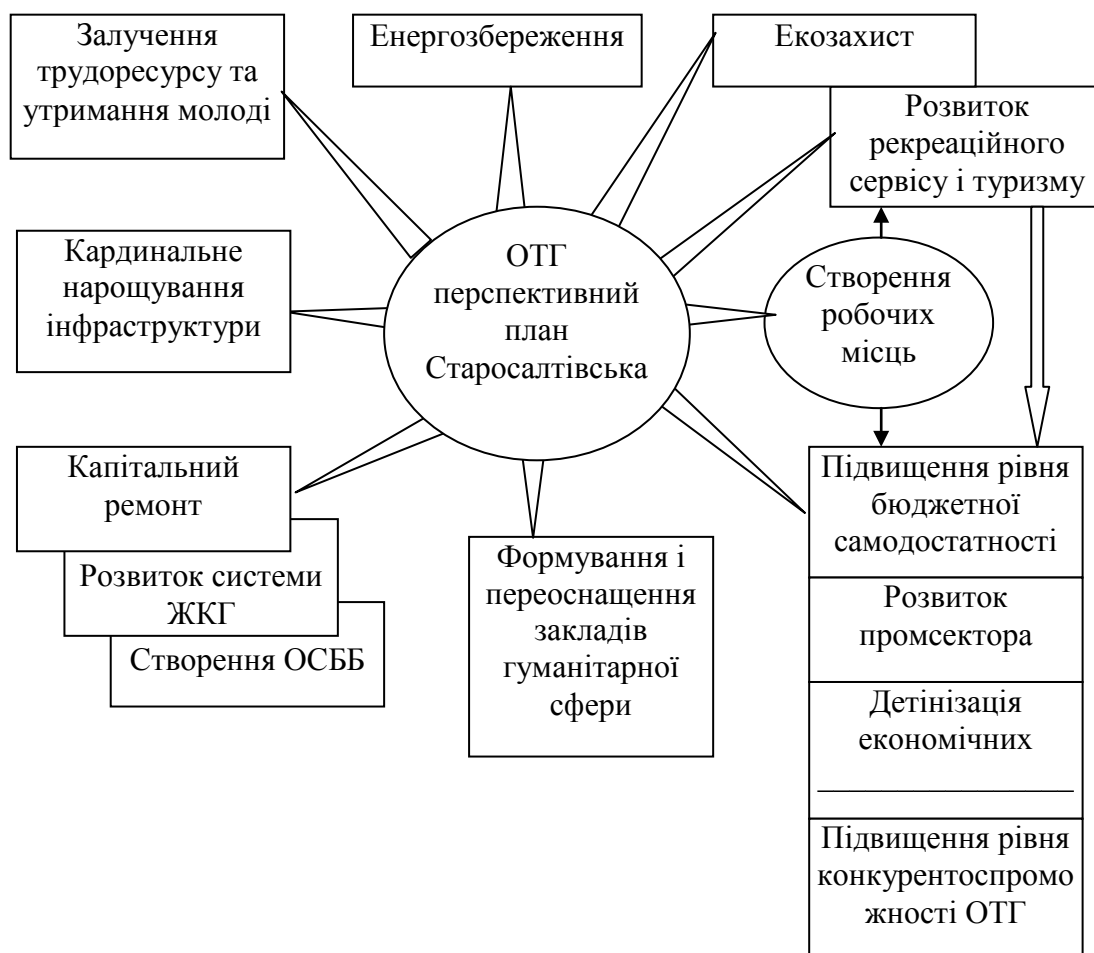 Залучення
трудоресурсу та
утримання молоді
Енергозбереження
Екозахист
Розвиток
рекреаційного
сервісу і туризму
Кардинальне
нарощування
інфраструктури
ОТГ
перспективний
план
Старосалтівська
Створення
робочих
місць
Капітальний
ремонт
Розвиток системи
ЖКГ
Створення ОСББ
Формування і
переоснащення
закладів
гуманітарної
сфери
Підвищення рівня
бюджетної
самодостатності
Розвиток
промсектора
Детінізація
економічних
Підвищення рівня
конкурентоспромо
жності ОТГ